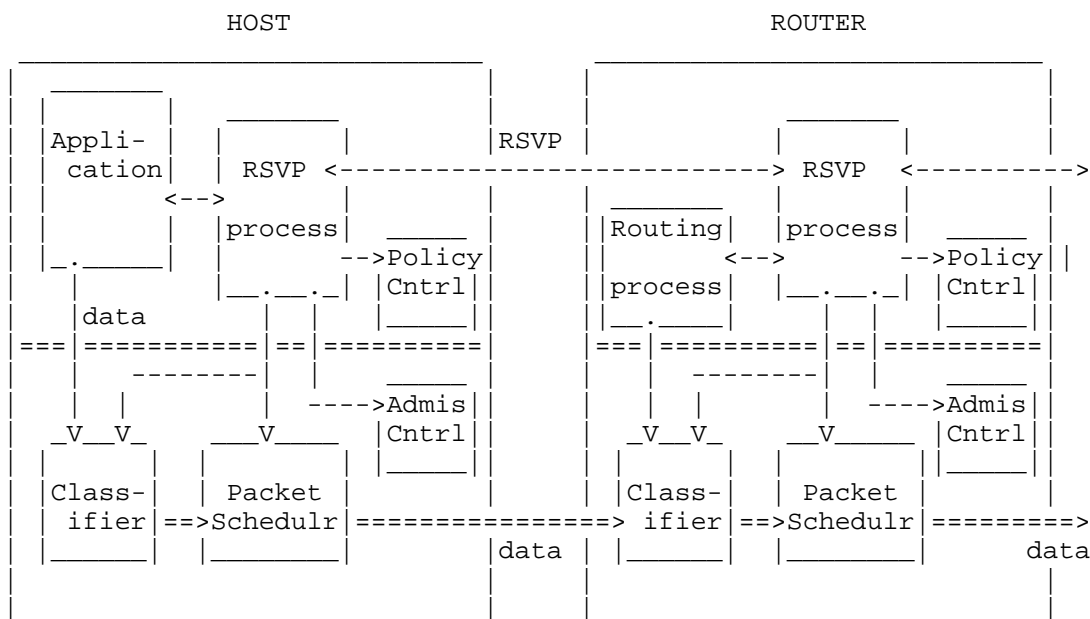 HOST ROUTER
Appli- RSVP
cation RSVP RSVP
Routing
process process
Policy Policy
process
Cntrl Cntrl
data
Admis Admis
Cntrl Cntrl
Class- Packet Class- Packet
ifier Schedulr ifier Schedulr
data data